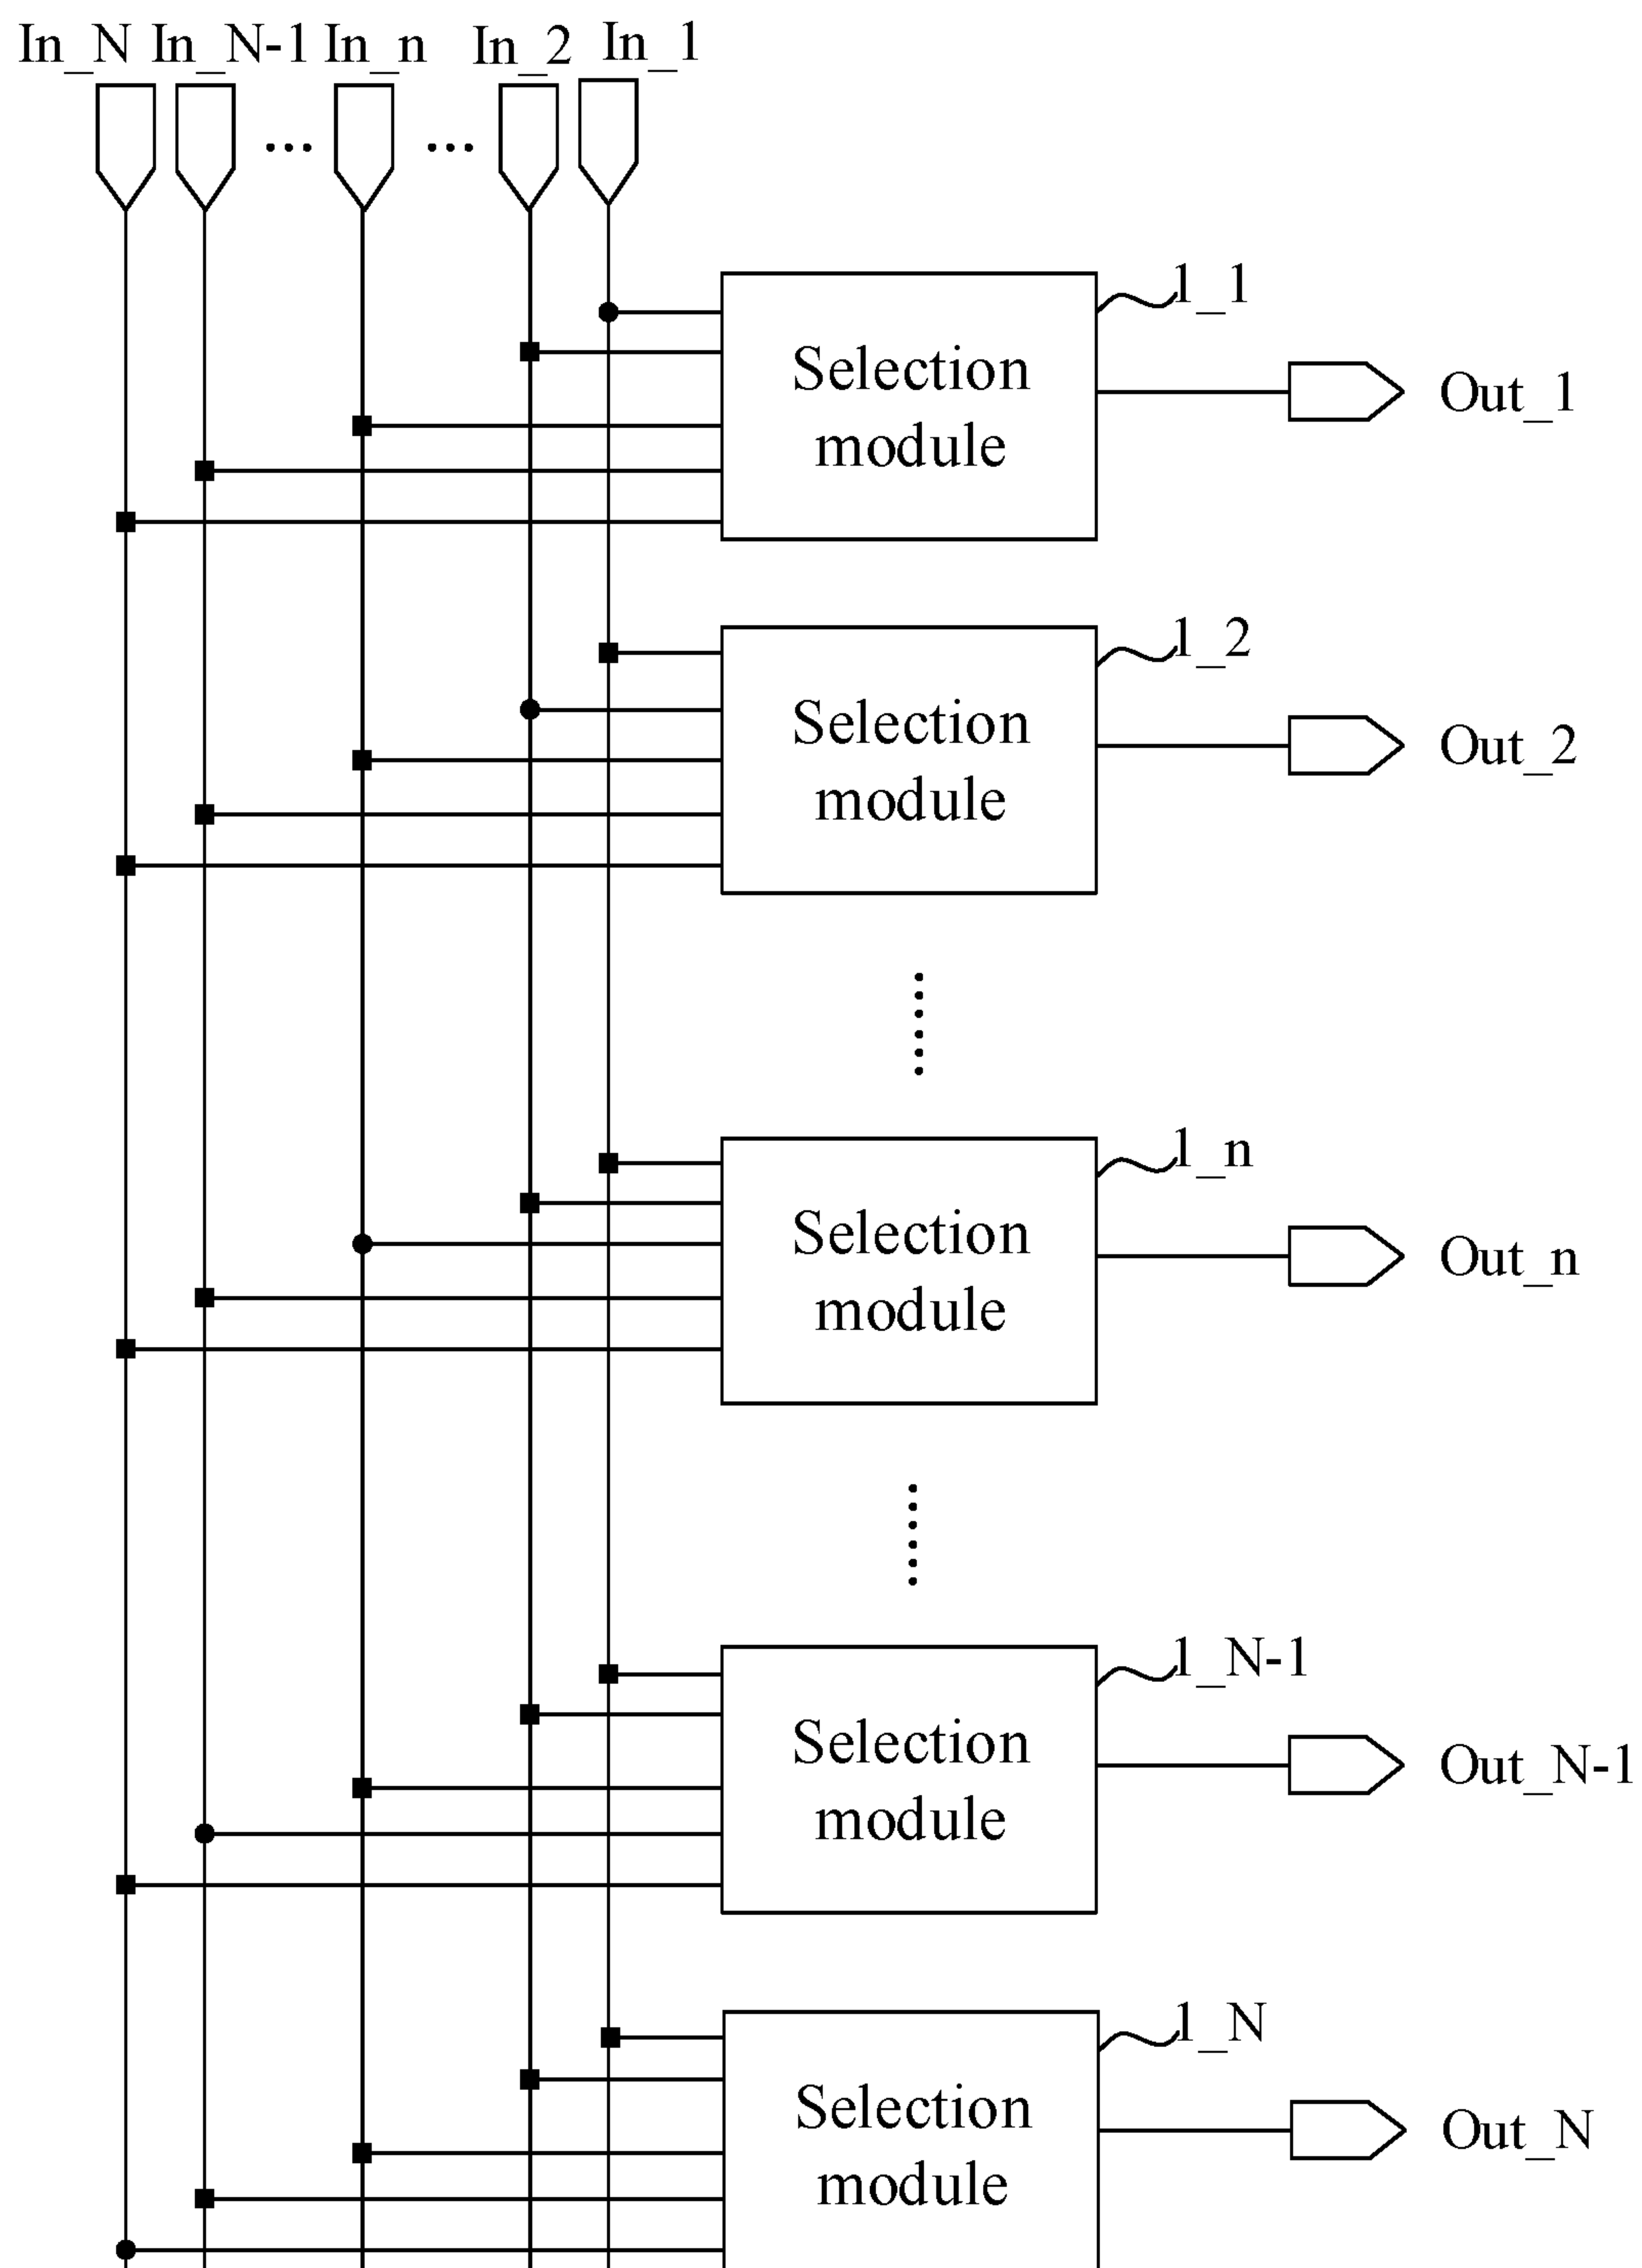 In_N In_N-1 In_n In_2 In_1
... ...
1_1
Selection
module
Out_1
1_2
Selection
module
Out_2
1_n
Selection
module
Out_n
1_N-1
Selection
module
Out_N-1
1_N
Selection
module
Out_N